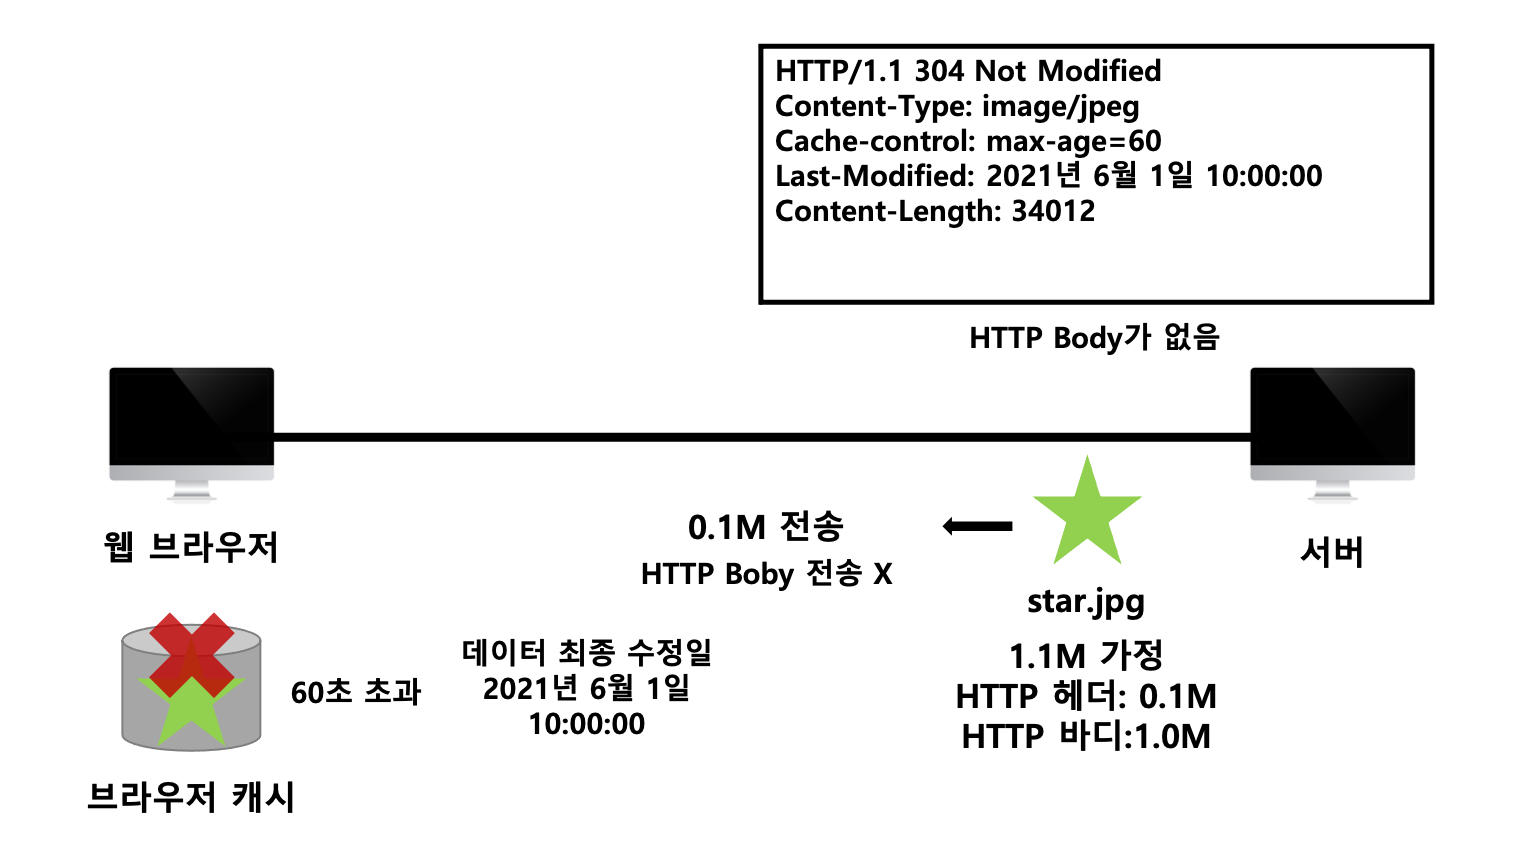 HTTP/1.1 304 Not Modified
Content-Type: image/jpeg
Cache-control: max-age=60
Last-Modified: 2021년 6월 1일 10:00:00
Content-Length: 34012
HTTP Body가 없음
웹 브라우저
0.1M 전송
HTTP Boby 전송 X
서버
star.jpg
1.1M 가정
HTTP 헤더: 0.1M
HTTP 바디:1.0M
60초 초과
데이터 최종 수정일
2021년 6월 1일
10:00:00
브라우저 캐시